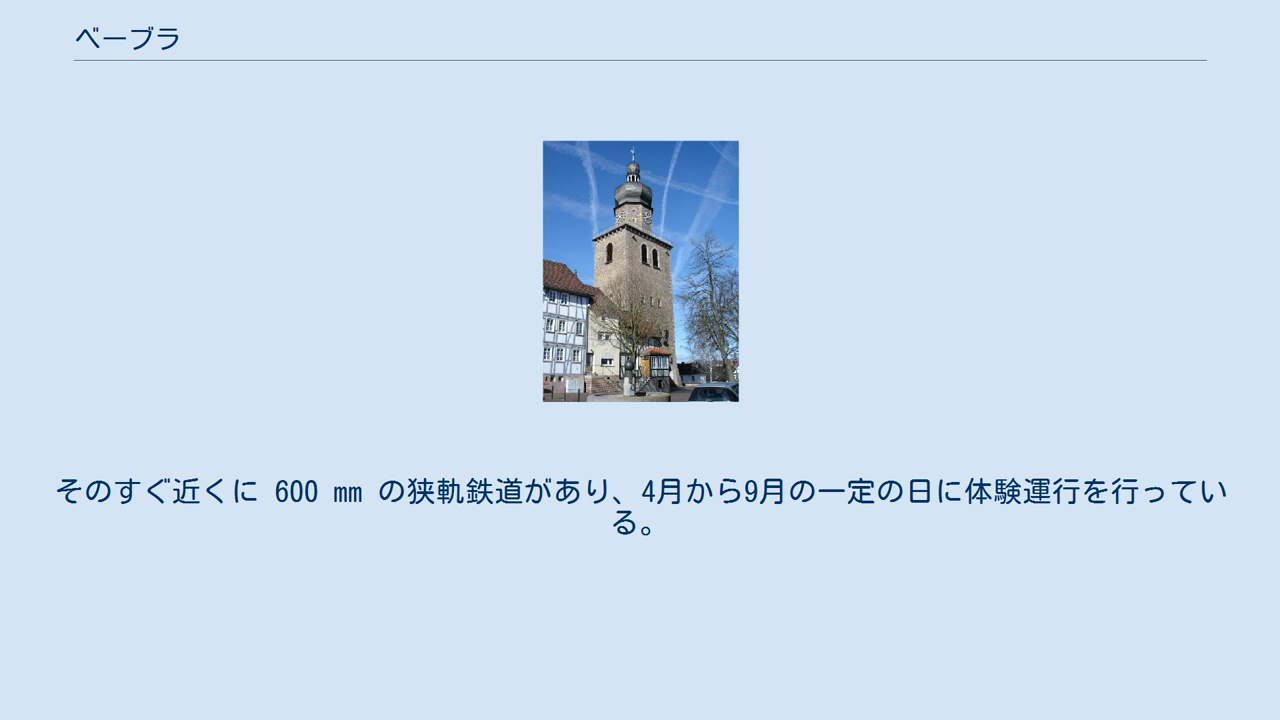 ベーブラ
そのすぐ近くに 600 mm の狭軌鉄道があり、4月から9月の一定の日に体験運行を行ってい
る。